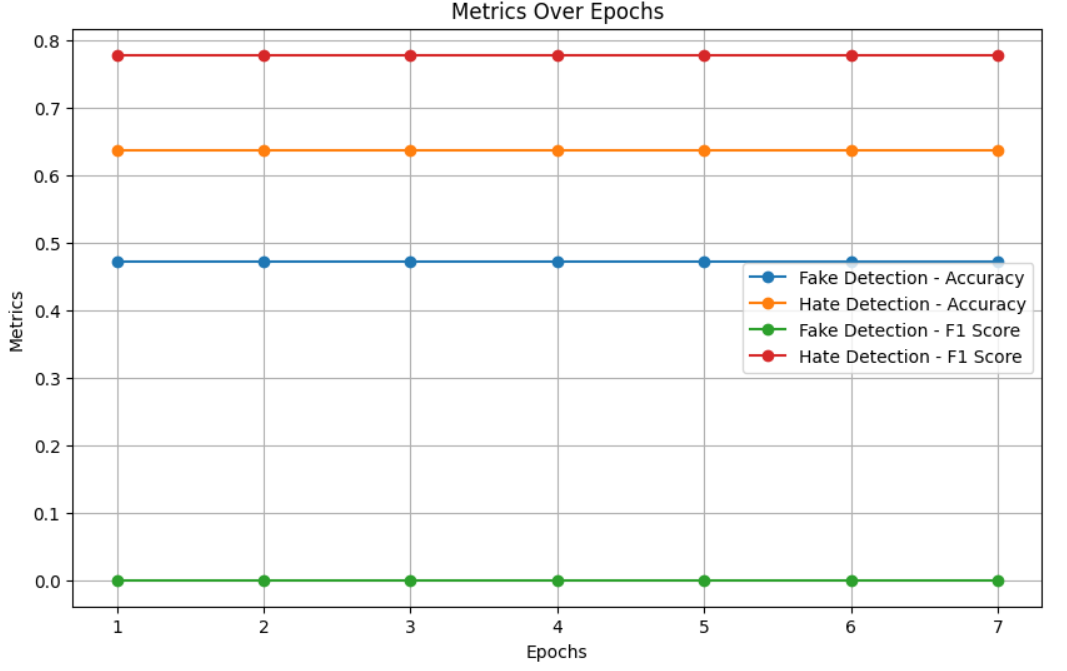 Metrics Over Epochs
0.8
0.7
0.6
0.5
0.4
0.3
0.2
0.1
0.0
Metrics
Fake Detection - Accuracy
Hate Detection - Accuracy
Fake Detection - F1 Score
Hate Detection - F1 Score
1 2 3 4 5 6 7
Epochs